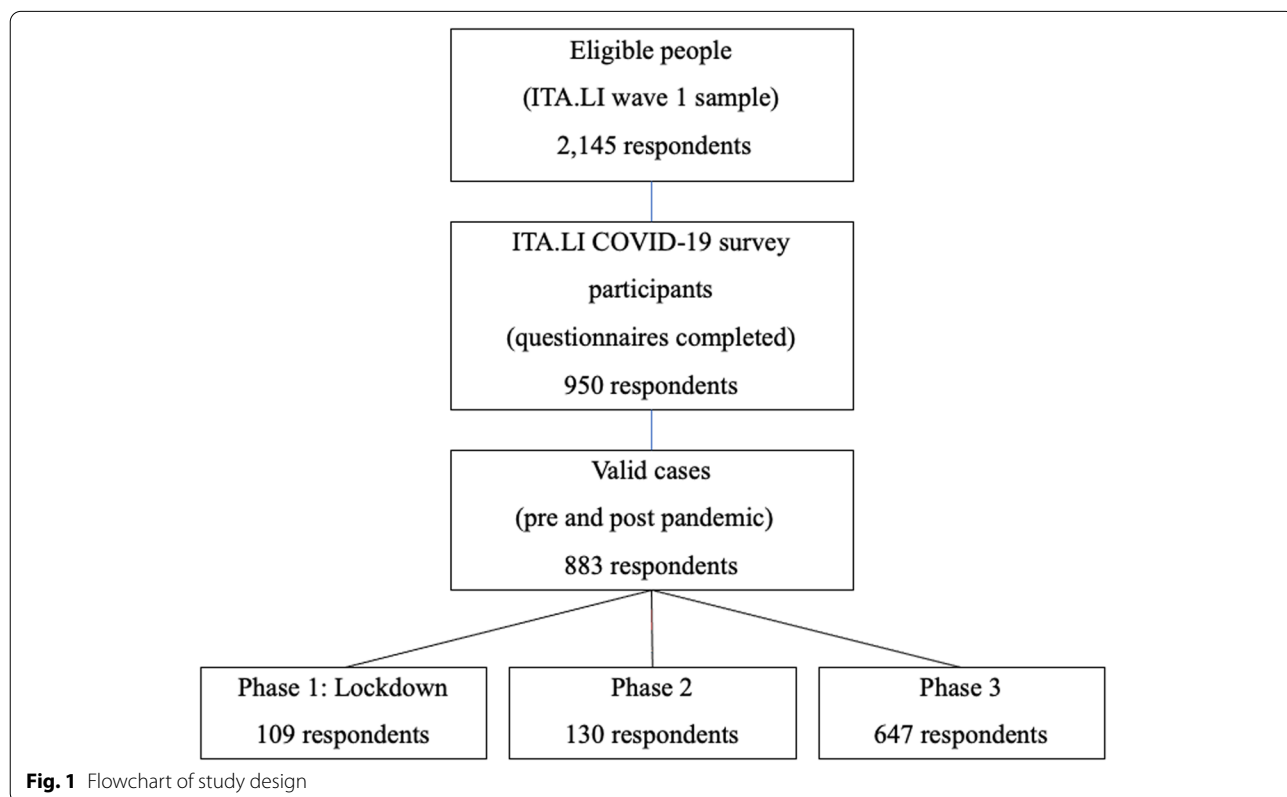 Eligible people
(ITA.LI wave 1 sample)
2,145 respondents
ITA.LI COVID-19 survey
participants
(questionnaires completed)
950 respondents
Valid cases
(pre and post pandemic)
883 respondents
Phase 1: Lockdown
109 respondents
Phase 2
130 respondents
Phase 3
647 respondents
Fig. 1 Flowchart of study design